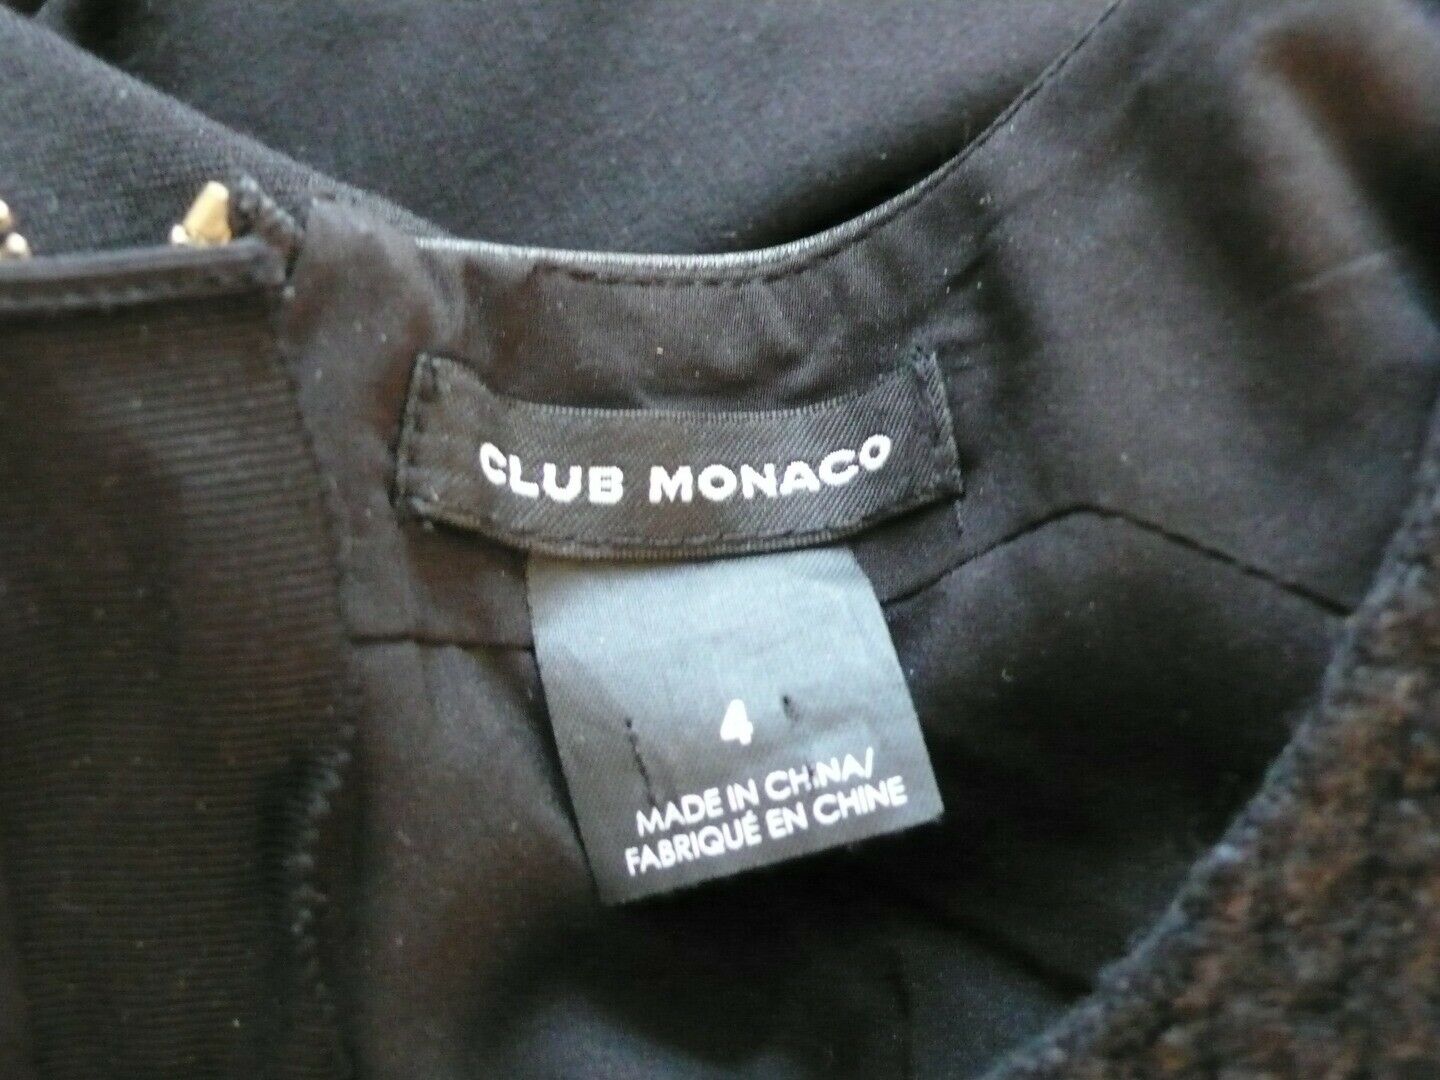 CLUB MONACO
4
MADE IN CHINA/
FABRIQUÉ EN CHINE